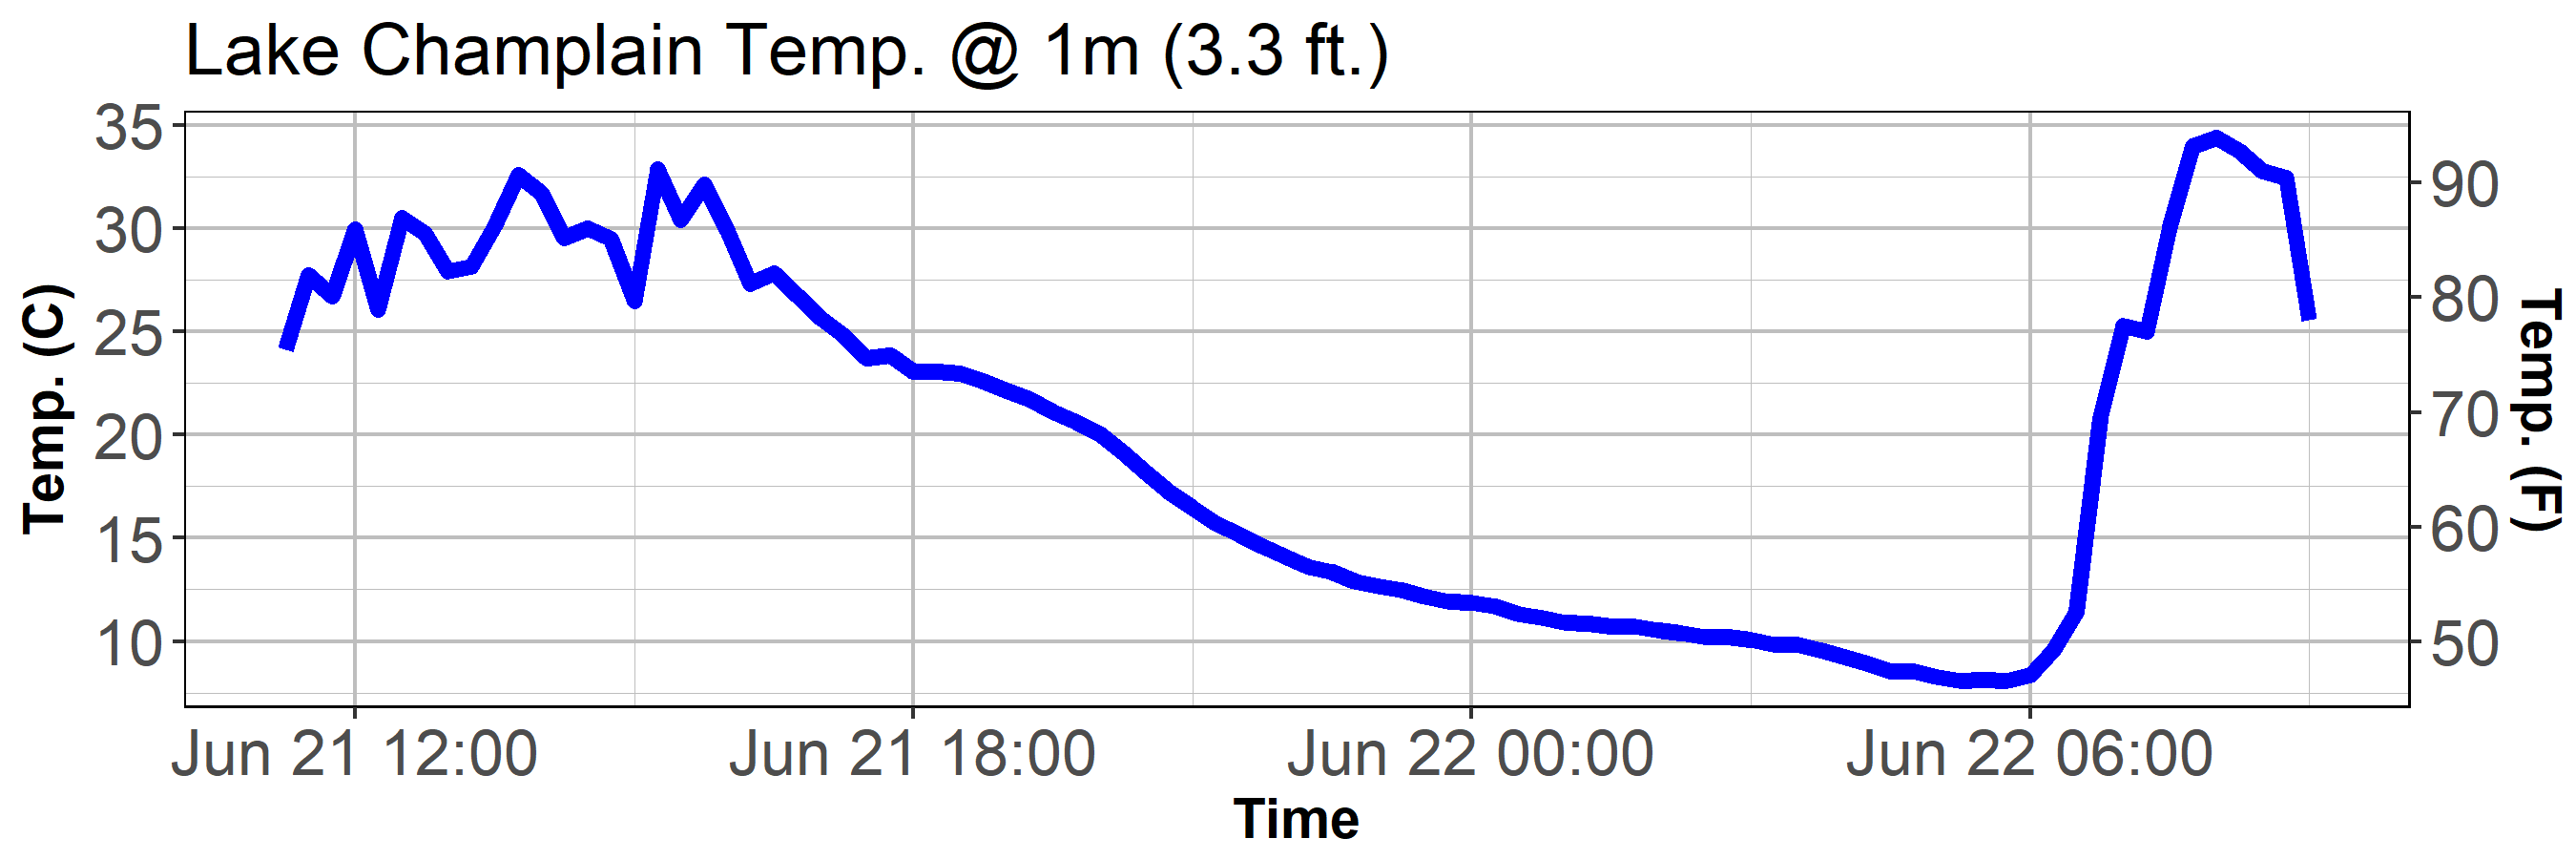 Lake Champlain Temp. @ 1m (3.3 ft.)
Temp. (C)
35
30
25
20
15
10
90
80
70
60
50
Temp. (F)
Jun 21 12:00
Jun 21 18:00
Jun 22 00:00
Jun 22 06:00
Time